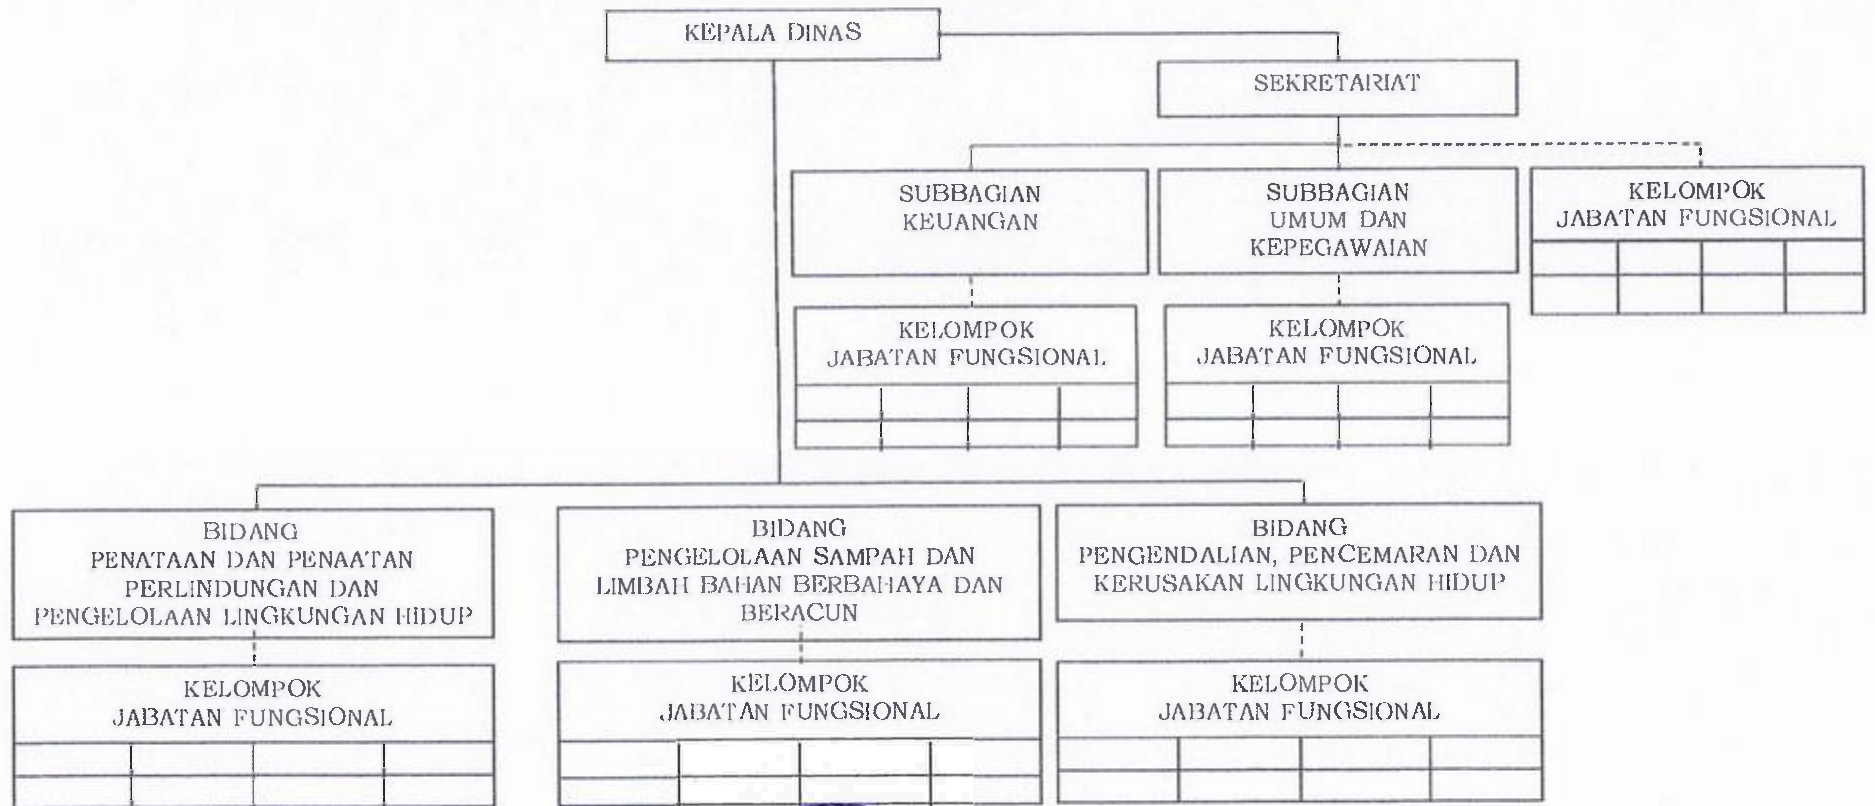 KEPALA DINAS
SEKRETARIAT
SUBBAGIAN
KEUANGAN
SUBBAGIAN
UMUM DAN
KEPEGAWAIAN
KELOMPOK
JABATAN FUNGSIONAL
KELOMPOK
JABATAN FUNGSIONAL
KELOMPOK
JABATAN FUNGSIONAL
BIDANG
PENATAAN DAN PENAATAN
PERLINDUNGAN DAN
PENGELOLAAN LINGKUNGAN HIDUP
BIDANG
PENGELOLAAN SAMPAH DAN
LIMBAH BAHAN BERBAHAYA DAN
BERACUN
BIDANG
PENGENDALIAN, PENCEMARAN DAN
KERUSAKAN LINGKUNGAN HIDUP
KELOMPOK
JABATAN FUNGSIONAL
KELOMPOK
JABATAN FUNGSIONAL
KELOMPOK
JABATAN FUNGSIONAL